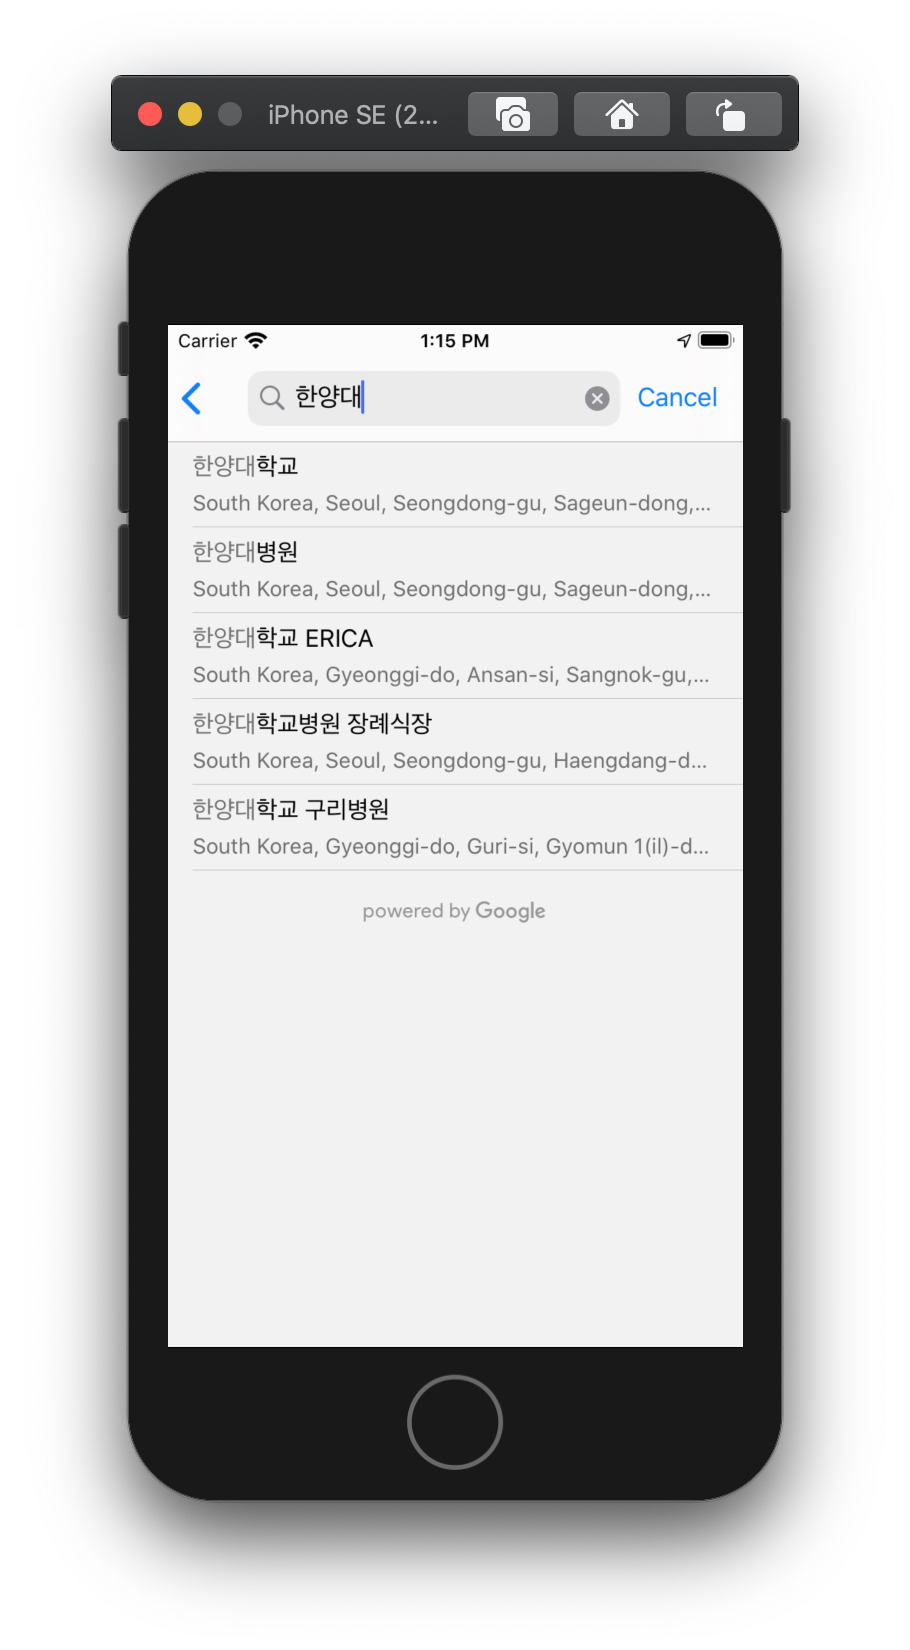 iPhone SE (2...
Carrier
1:15 PM
한양대
Cancel
한양대학교
South Korea, Seoul, Seongdong-gu, Sageun-dong,...
한양대병원
South Korea, Seoul, Seongdong-gu, Sageun-dong,...
한양대학교 ERICA
South Korea, Gyeonggi-do, Ansan-si, Sangnok-gu,...
한양대학교병원 장례식장
South Korea, Seoul, Seongdong-gu, Haengdang-d...
한양대학교 구리병원
South Korea, Gyeonggi-do, Guri-si, Gyomun 1(il)-d...
powered by Google